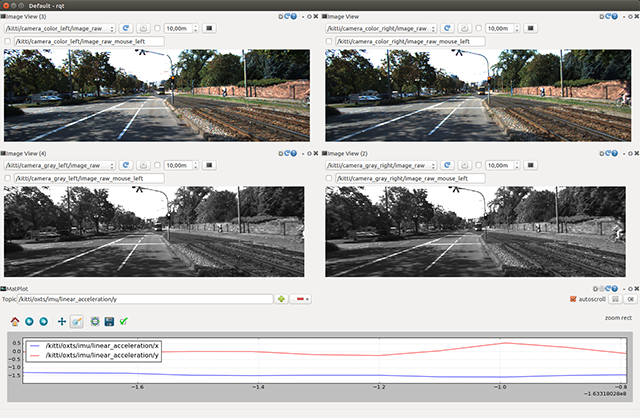 Default - rqt
Image View (3)
/kitti/camera_color_left/image_raw 10,00m
/kitti/camera_color_left/image_raw_mouse_left
Image View
/kitti/camera_color_right/image_raw 10,00m
/kitti/camera_color_right/image_raw_mouse_left
Image View (4)
/kitti/camera_gray_left/image_raw 10,00m
/kitti/camera_gray_left/image_raw_mouse_left
Image View (2)
/kitti/camera_gray_right/image_raw 10,00m
/kitti/camera_gray_right/image_raw_mouse_left
MatPlot
Topic /kitti/oxts/imu/linear_acceleration/y autoscroll
zoom rect
/kitti/oxts/imu/linear_acceleration/x
/kitti/oxts/imu/linear_acceleration/y
0.5
0.0
−0.5
−1.0
−1.5
−1.6 −1.4 −1.2 −1.0 −0.8
−1.63318028e8